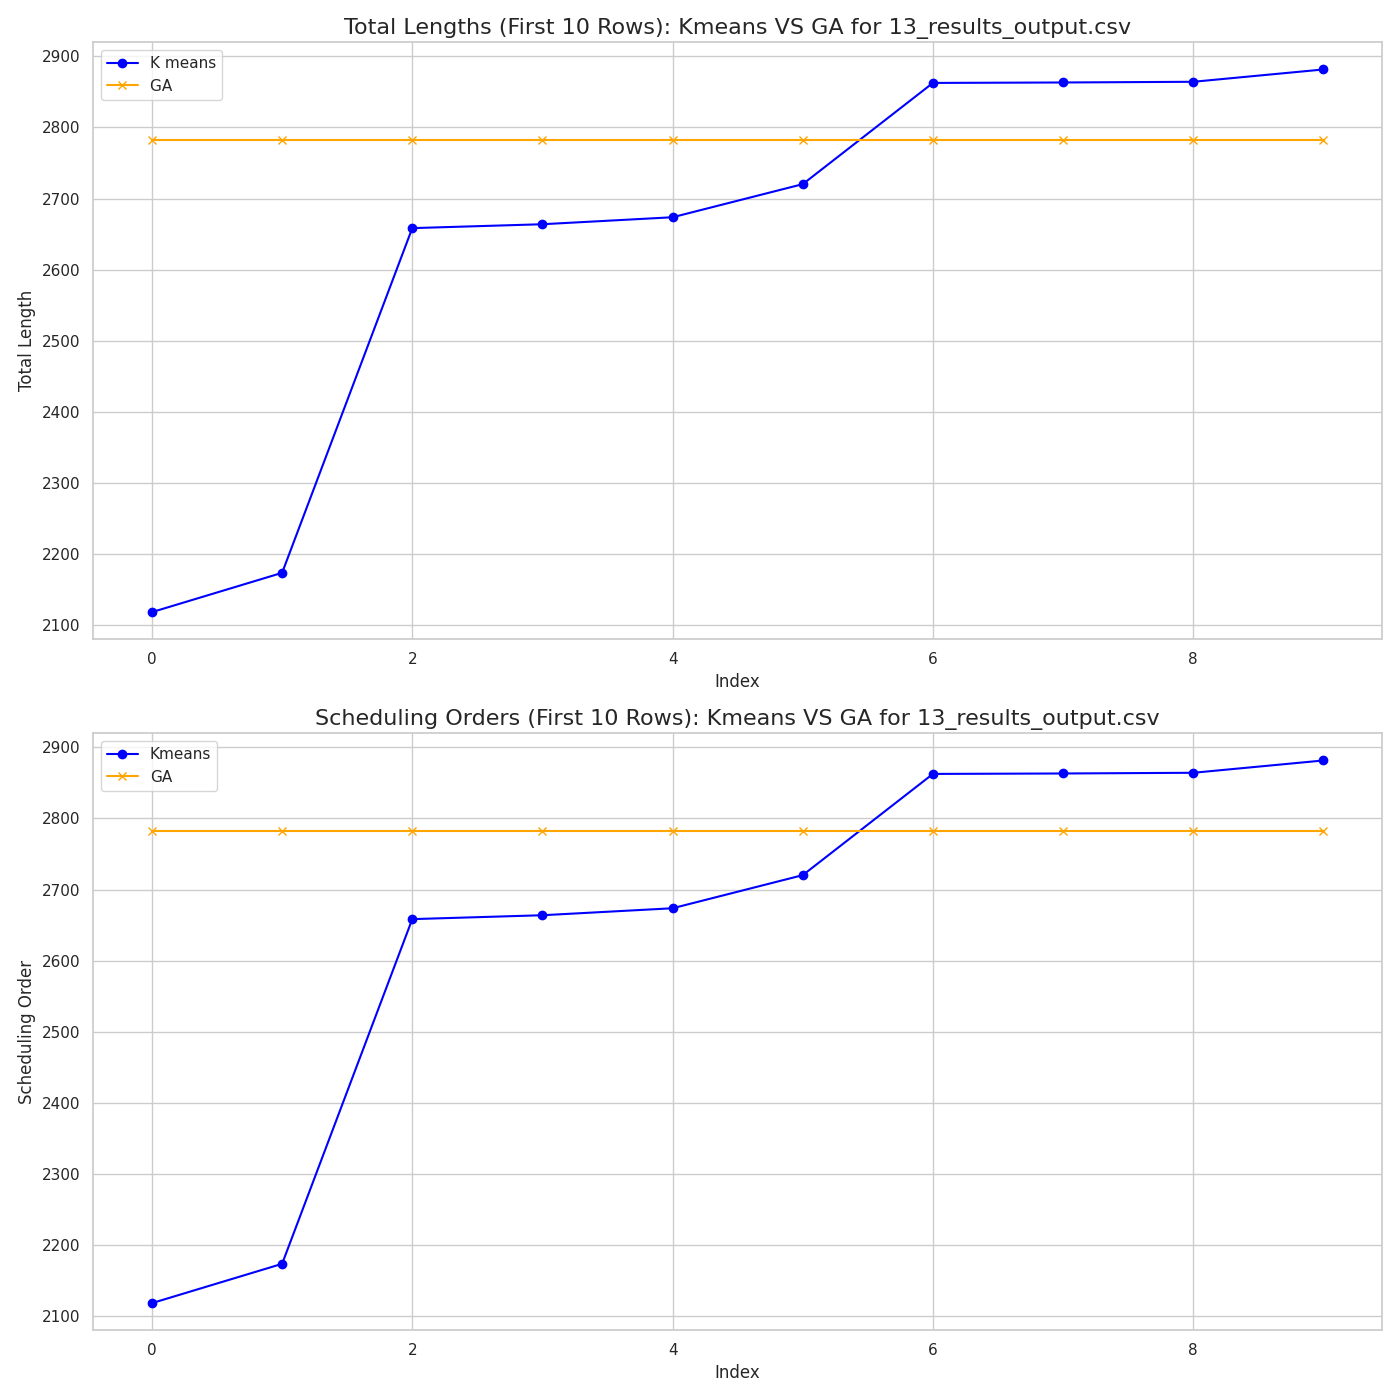 Total Lengths (First 10 Rows): Kmeans VS GA for 13_results_output.csv
K means
GA
2900
2800
2700
2600
2500
2400
2300
2200
2100
Total Length
0 2 4 6 8
Index
Scheduling Orders (First 10 Rows): Kmeans VS GA for 13_results_output.csv
Kmeans
GA
2900
2800
2700
2600
2500
2400
2300
2200
2100
Scheduling Order
0 2 4 6 8
Index